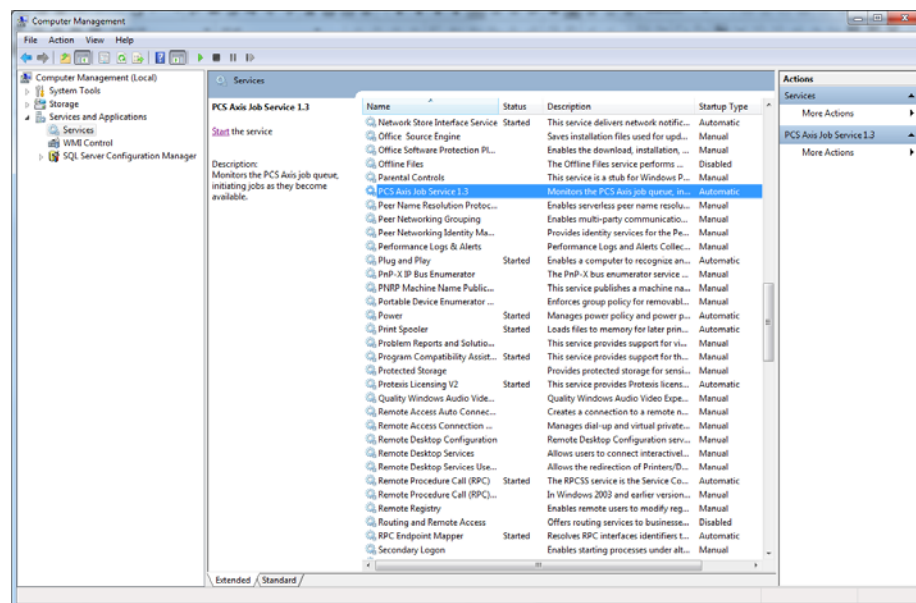 Computer Management
File Action View Help
Computer Management (Local)
System Tools
Storage
Services and Applications
Services
WMI Control
SQL Server Configuration Manager
Services
PCS Axis Job Service 1.3
Start the service
Description:
Monitors the PCS Axis job queue,
initiating jobs as they become
available.
Name Status Description Startup Type
Network Store Interface Service Started This service delivers network notific... Automatic
Office Source Engine Saves installation files used for upd... Manual
Office Software Protection Pl... Enables the download, installation, ... Manual
Offline Files The Offline Files service performs ... Disabled
Parental Controls This service is a stub for Windows P... Manual
PCS Axis Job Service 1.3 Monitors the PCS Axis job queue, in... Automatic
Peer Name Resolution Protoc... Enables serverless peer name resolu... Manual
Peer Networking Grouping Enables multi-party communicatio... Manual
Peer Networking Identity Ma... Provides identity services for the Pe... Manual
Performance Logs & Alerts Performance Logs and Alerts Collec... Manual
Plug and Play Started Enables a computer to recognize an... Automatic
PnP-X IP Bus Enumerator The PnP-X bus enumerator service ... Manual
PNRP Machine Name Public... This service publishes a machine na... Manual
Portable Device Enumerator ... Enforces group policy for removabl... Manual
Power Started Manages power policy and power p... Automatic
Print Spooler Started Loads files to memory for later prin... Automatic
Problem Reports and Solutio... This service provides support for vi... Manual
Program Compatibility Assist... Started This service provides support for th... Manual
Protected Storage Provides protected storage for sensi... Manual
Protexis Licensing V2 Started This service provides Protexis licens... Automatic
Quality Windows Audio Vide... Quality Windows Audio Video Expe... Manual
Remote Access Auto Connec... Creates a connection to a remote n... Manual
Remote Access Connection ... Manages dial-up and virtual private... Manual
Remote Desktop Configuration Remote Desktop Configuration serv... Manual
Remote Desktop Services Allows users to connect interactivel... Manual
Remote Desktop Services Use... Allows the redirection of Printers/D... Manual
Remote Procedure Call (RPC) Started The RPCSS service is the Service Co... Automatic
Remote Procedure Call (RPC)... In Windows 2003 and earlier version... Manual
Remote Registry Enables remote users to modify reg... Manual
Routing and Remote Access Offers routing services to businesse... Disabled
RPC Endpoint Mapper Started Resolves RPC interfaces identifiers t... Automatic
Secondary Logon Enables starting processes under alt... Manual
Extended Standard
Actions
Services
More Actions
PCS Axis Job Service 1.3
More Actions